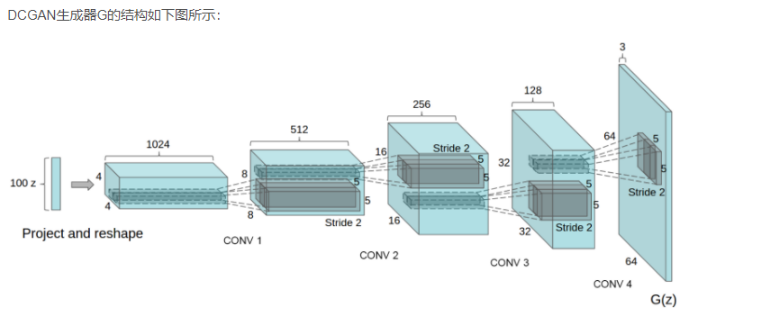 DCGAN生成器G的结构如下图所示：
3
128
256
512
1024
64
5
5
Stride 2
16
Stride 2
5
5
32
8
5
5
5
5
100 z
4
4
8
Stride 2
16
Stride 2
32
Project and reshape
CONV 1
CONV 2
CONV 3
64
CONV 4
G(z)